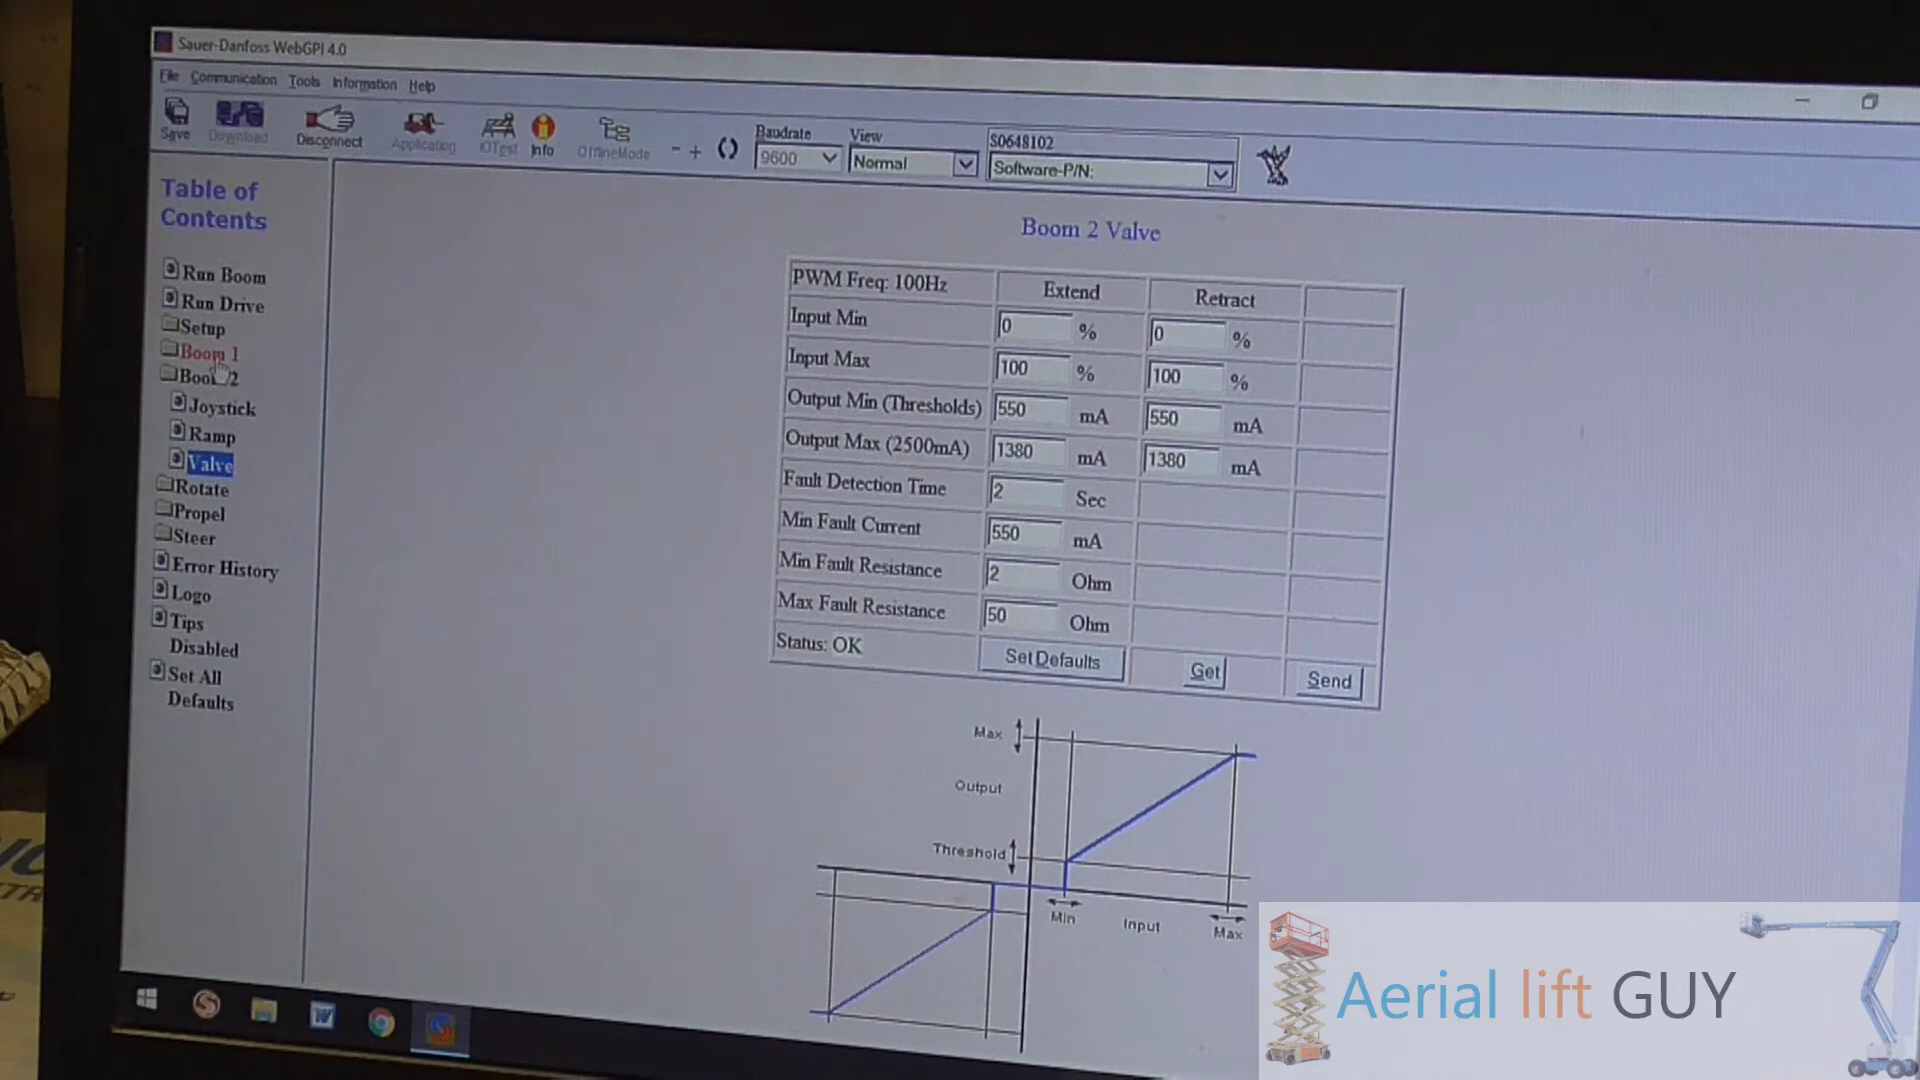 Sauer-Danfoss WebGPI 4.0
File Communication Tools Information Help
Save Download Disconnect Application IOTest Info OfflineMode - +
Baudrate
9600
View
Normal
S0648102
Software-P/N:
Table of
Contents
Run Boom
Run Drive
Setup
Boom 1
Boom 2
Joystick
Ramp
Valve
Rotate
Propel
Steer
Error History
Logo
Tips
Disabled
Set All
Defaults
Boom 2 Valve
PWM Freq: 100Hz Extend Retract
Input Min 0 % 0 %
Input Max 100 % 100 %
Output Min (Thresholds) 550 mA 550 mA
Output Max (2500mA) 1380 mA 1380 mA
Fault Detection Time 2 Sec
Min Fault Current 550 mA
Min Fault Resistance 2 Ohm
Max Fault Resistance 50 Ohm
Status: OK Set Defaults Get Send
Max
Output
Threshold
Min Input Max
Aerial lift GUY